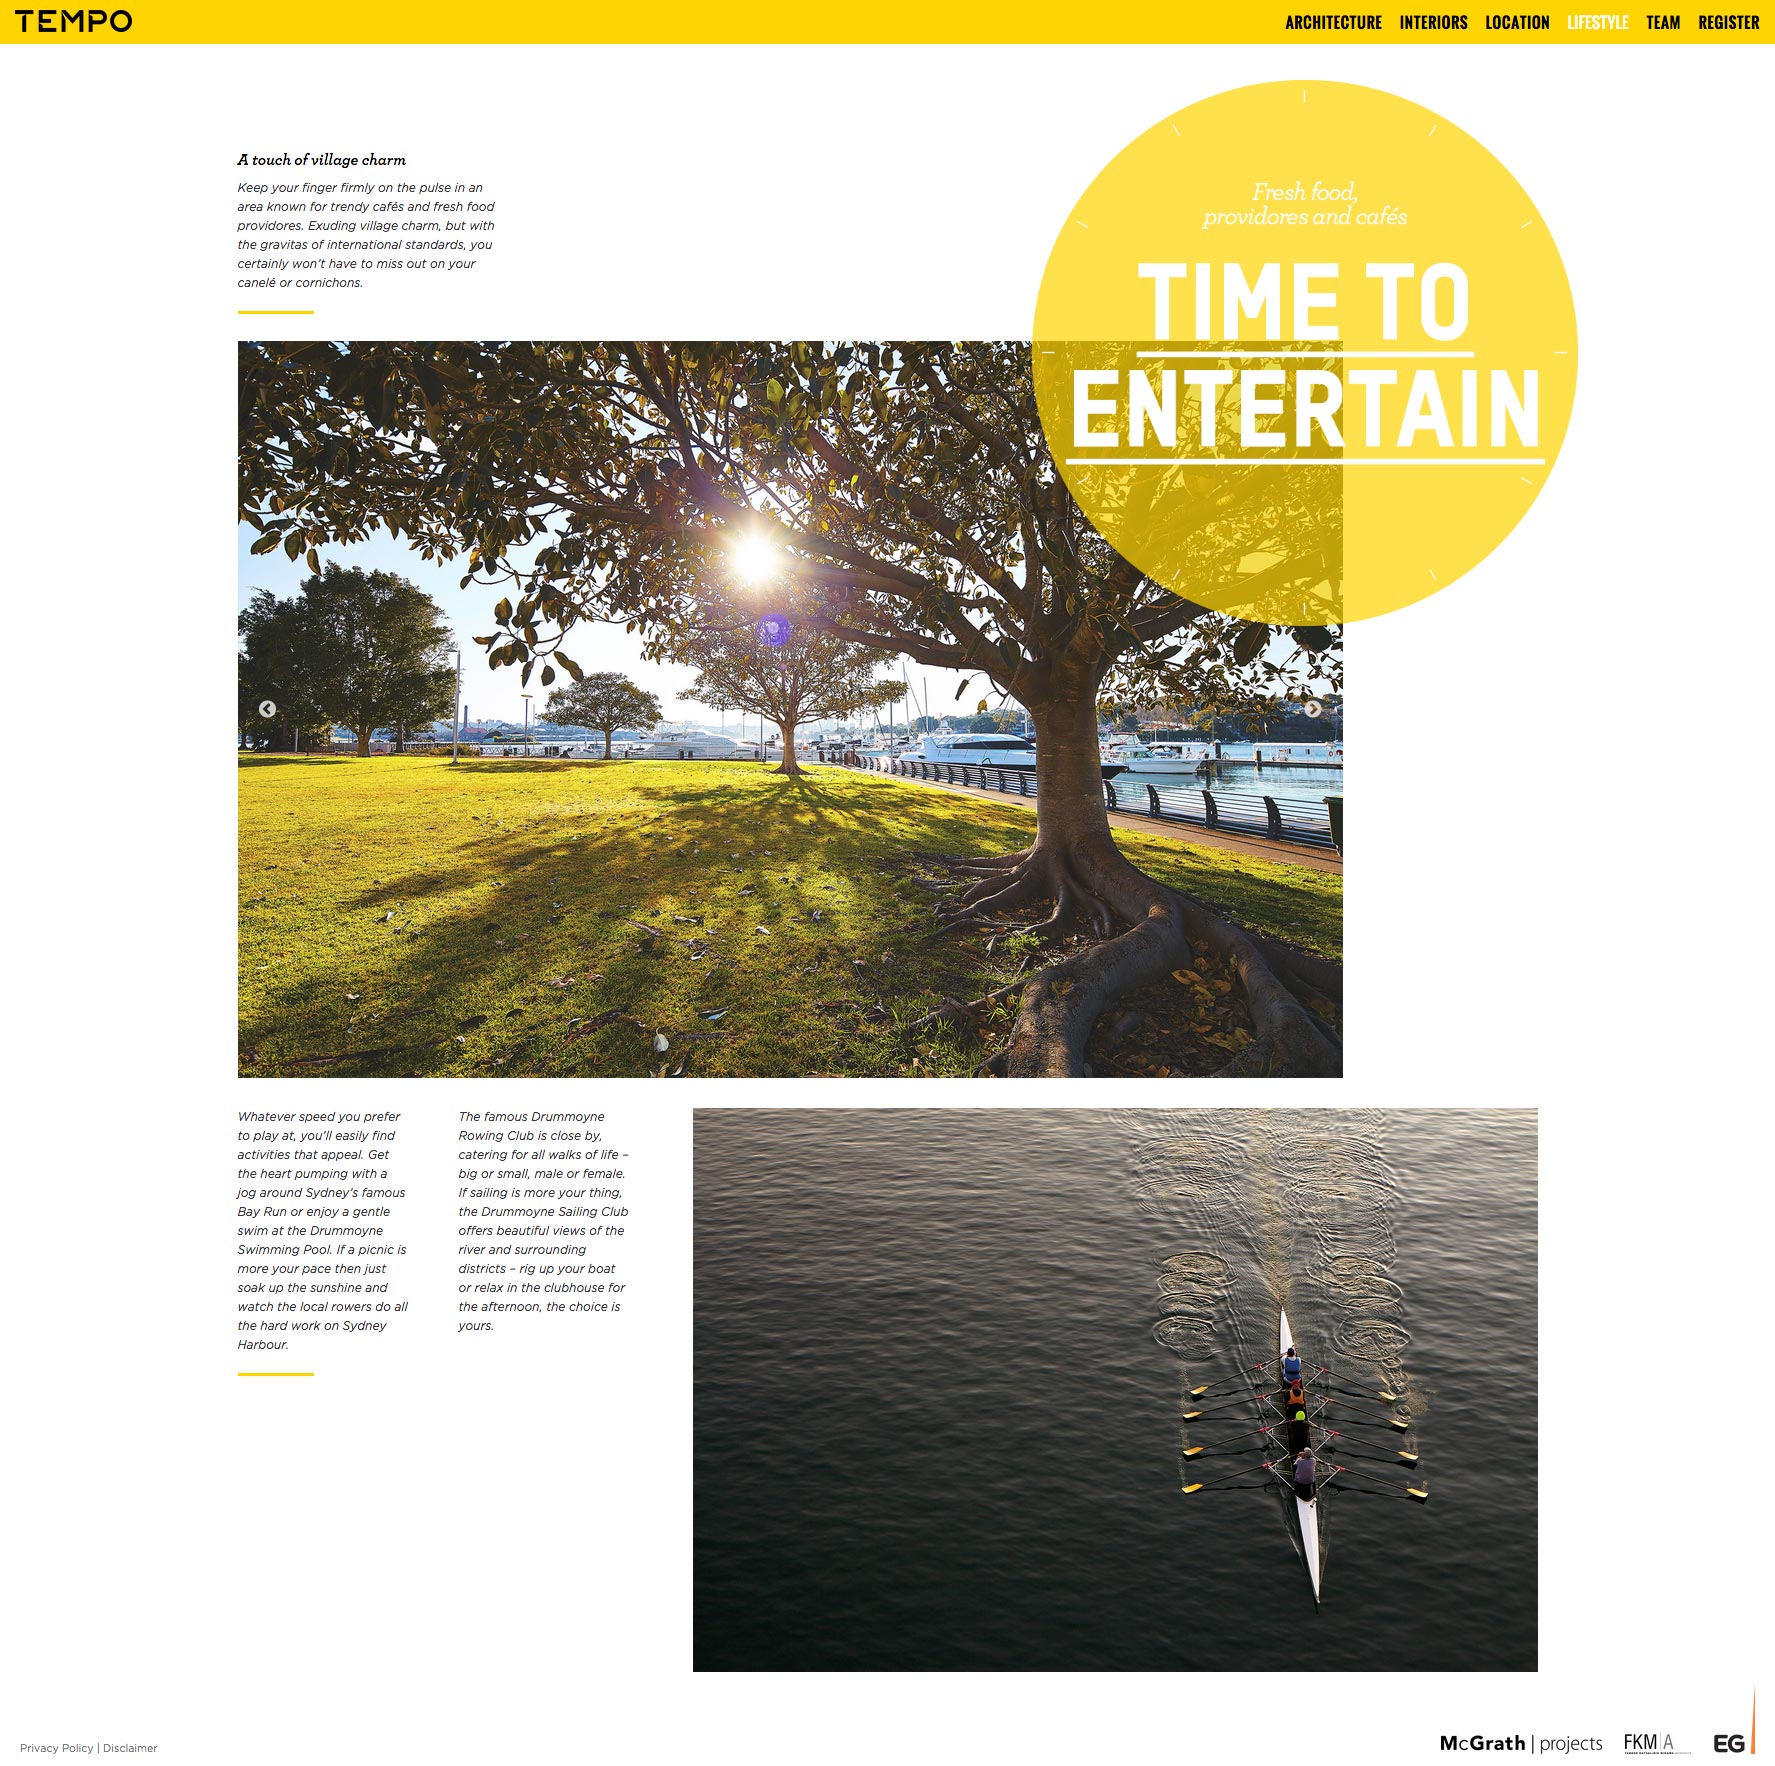 TEMPO
ARCHITECTURE INTERIORS LOCATION LIFESTYLE TEAM REGISTER
A touch of village charm
Keep your finger firmly on the pulse in an
area known for trendy cafés and fresh food
providores. Exuding village charm, but with
the gravitas of international standards, you
certainly won't have to miss out on your
canelé or cornichons.
Fresh food,
providores and cafés
TIME TO
ENTERTAIN
Whatever speed you prefer
to play at, you'll easily find
activities that appeal. Get
the heart pumping with a
jog around Sydney's famous
Bay Run or enjoy a gentle
swim at the Drummoyne
Swimming Pool. If a picnic is
more your pace then just
soak up the sunshine and
watch the local rowers do all
the hard work on Sydney
Harbour.
The famous Drummoyne
Rowing Club is close by,
catering for all walks of life –
big or small, male or female.
If sailing is more your thing,
the Drummoyne Sailing Club
offers beautiful views of the
river and surrounding
districts – rig up your boat
or relax in the clubhouse for
the afternoon, the choice is
yours.
Privacy Policy | Disclaimer
McGrath | projects
FKM|A
EG